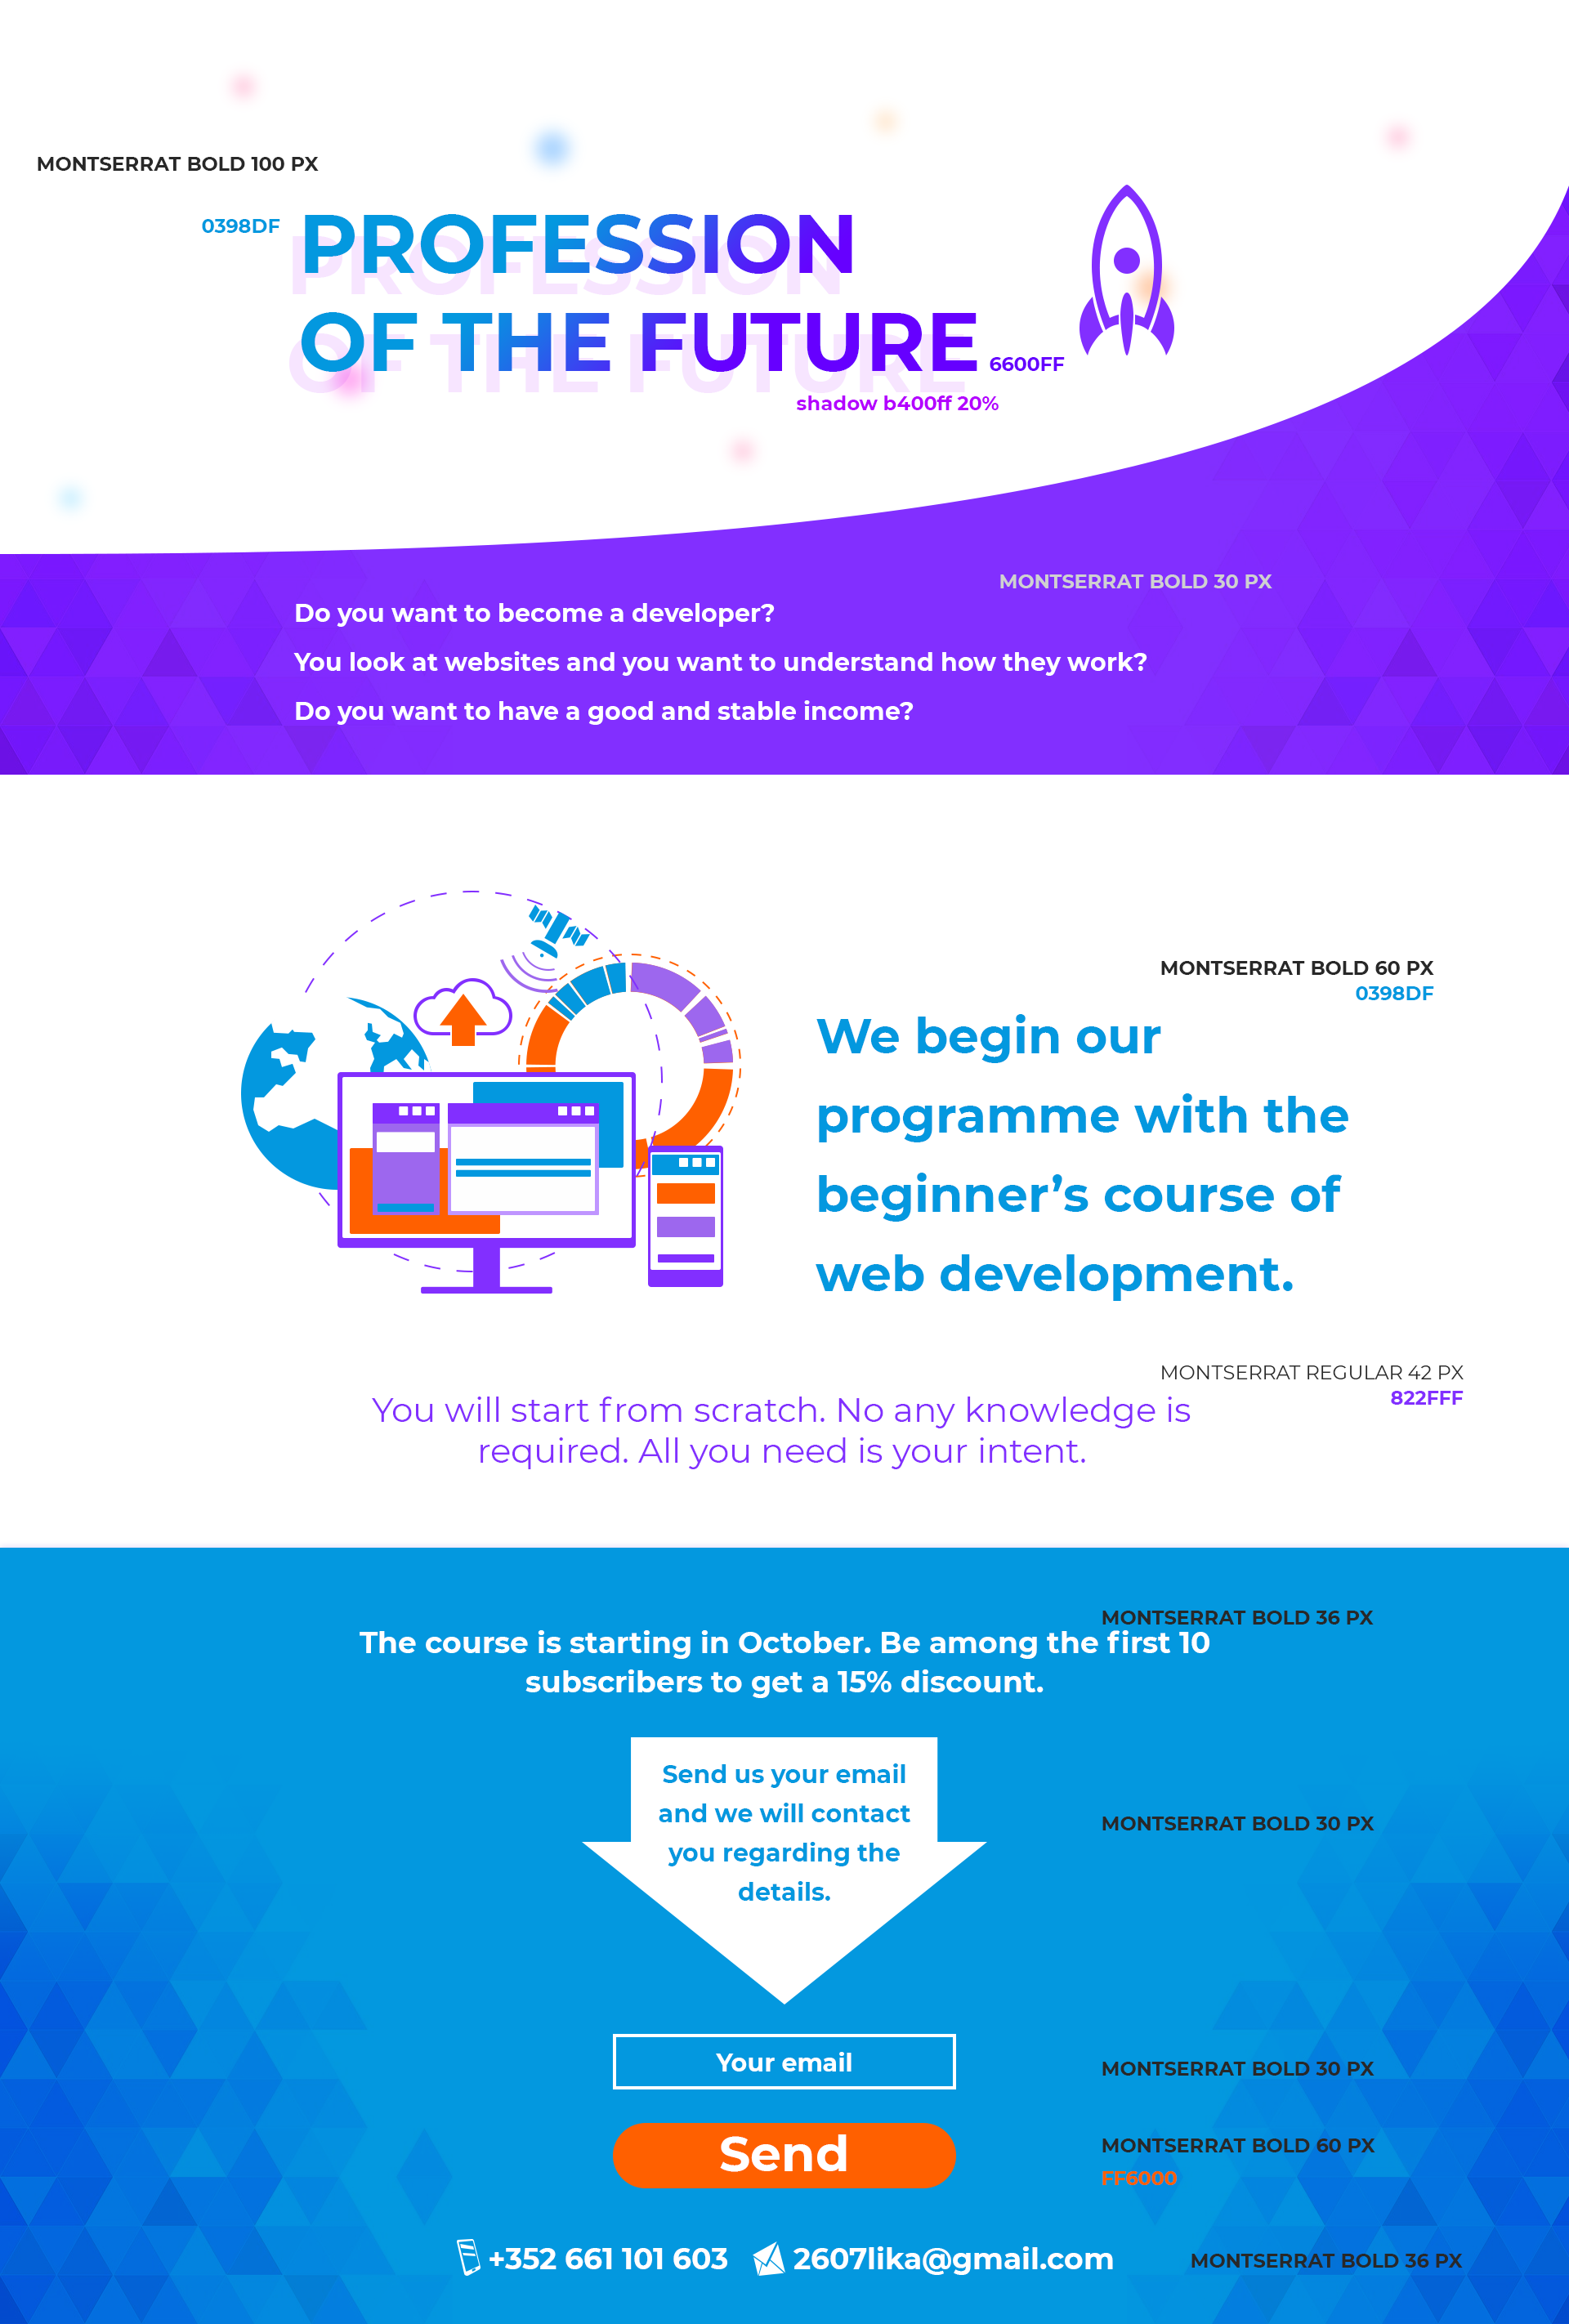 MONTSERRAT BOLD 100 PX
0398DF
PROFESSION
OF THE FUTURE
6600FF
shadow b400ff 20%
MONTSERRAT BOLD 30 PX
Do you want to become a developer?
You look at websites and you want to understand how they work?
Do you want to have a good and stable income?
MONTSERRAT BOLD 60 PX
0398DF
We begin our
programme with the
beginner’s course of
web development.
MONTSERRAT REGULAR 42 PX
822FFF
You will start from scratch. No any knowledge is
required. All you need is your intent.
MONTSERRAT BOLD 36 PX
The course is starting in October. Be among the first 10
subscribers to get a 15% discount.
Send us your email
and we will contact
you regarding the
details.
MONTSERRAT BOLD 30 PX
Your email
MONTSERRAT BOLD 30 PX
Send
MONTSERRAT BOLD 60 PX
FF6000
+352 661 101 603 2607lika@gmail.com
MONTSERRAT BOLD 36 PX